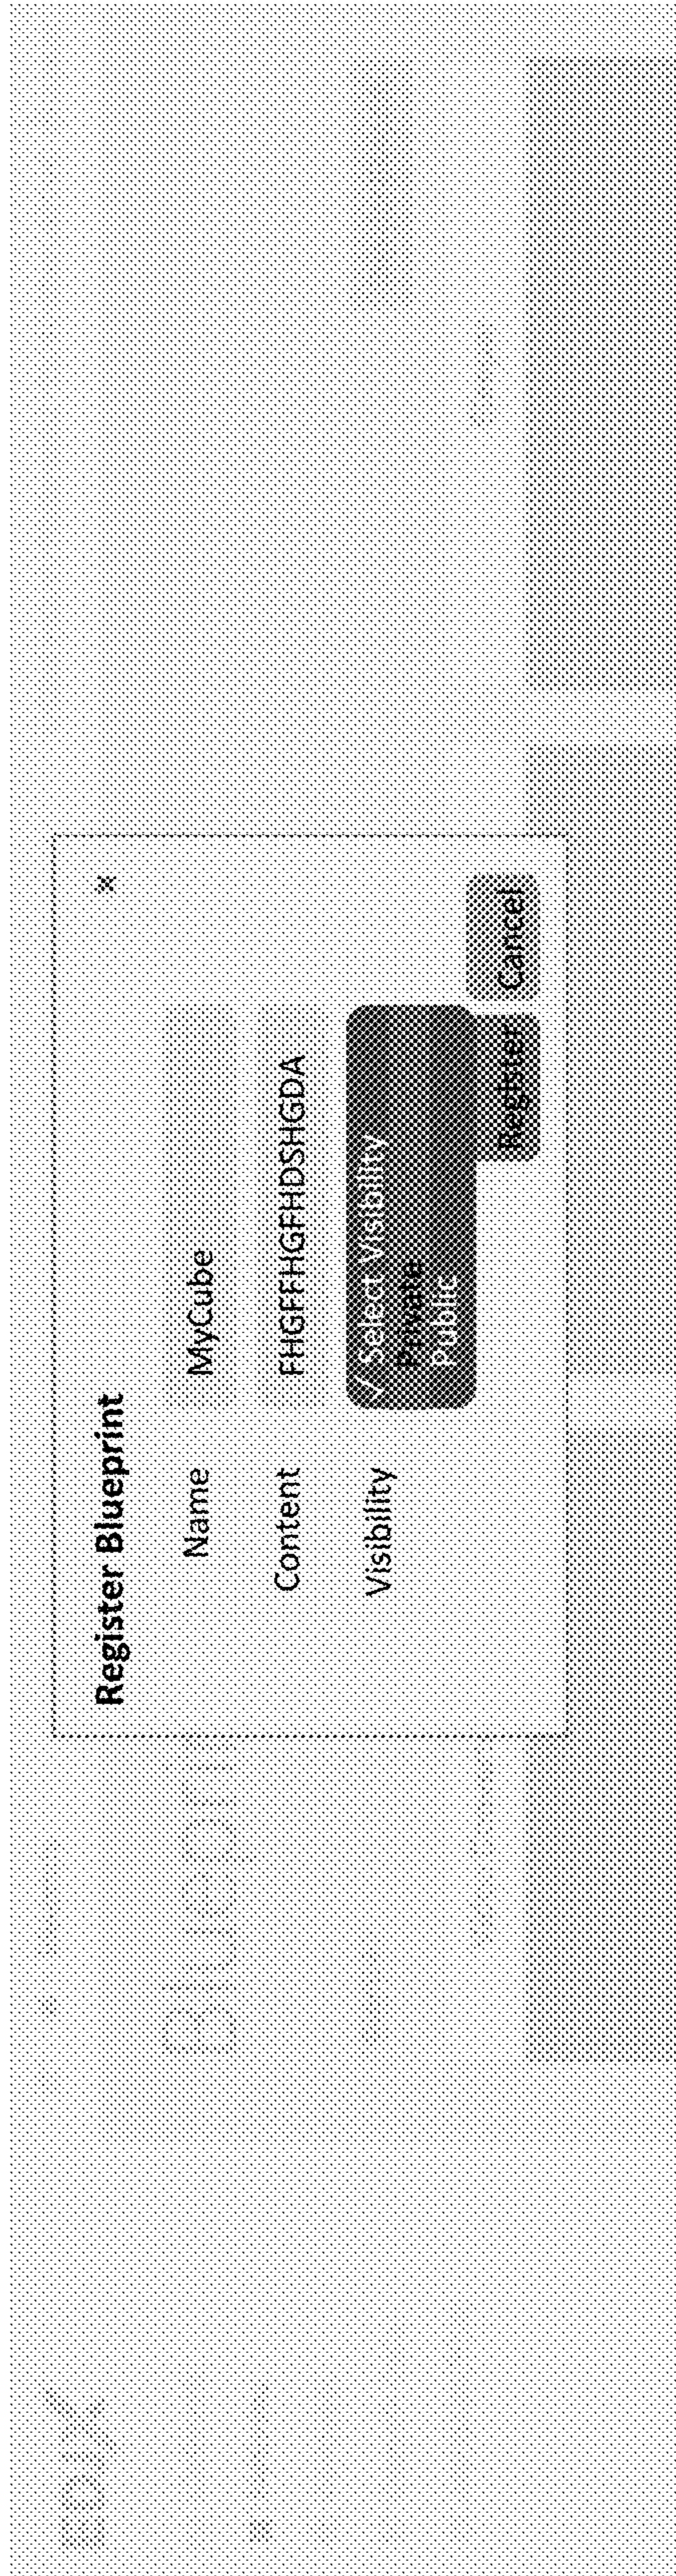 Register Blueprint
x
Name
MyCube
Content
FHGFFHGFHDSHGDA
Visibility
√ Select Visibility
Private
Public
Register
Cancel